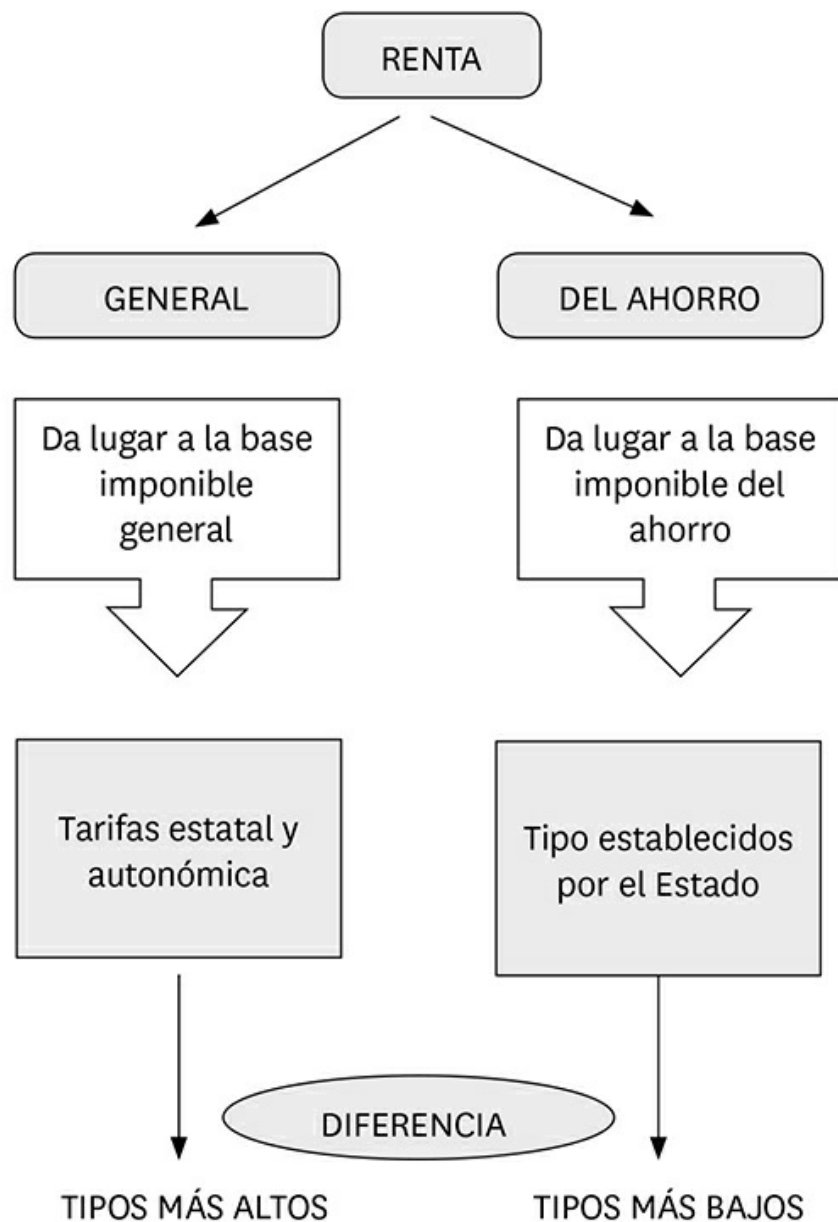 RENTA
GENERAL
DEL AHORRO
Da lugar a la base
imponible
general
Da lugar a la base
imponible del
ahorro
Tarifas estatal y
autonómica
Tipo establecidos
por el Estado
DIFERENCIA
TIPOS MÁS ALTOS
TIPOS MÁS BAJOS